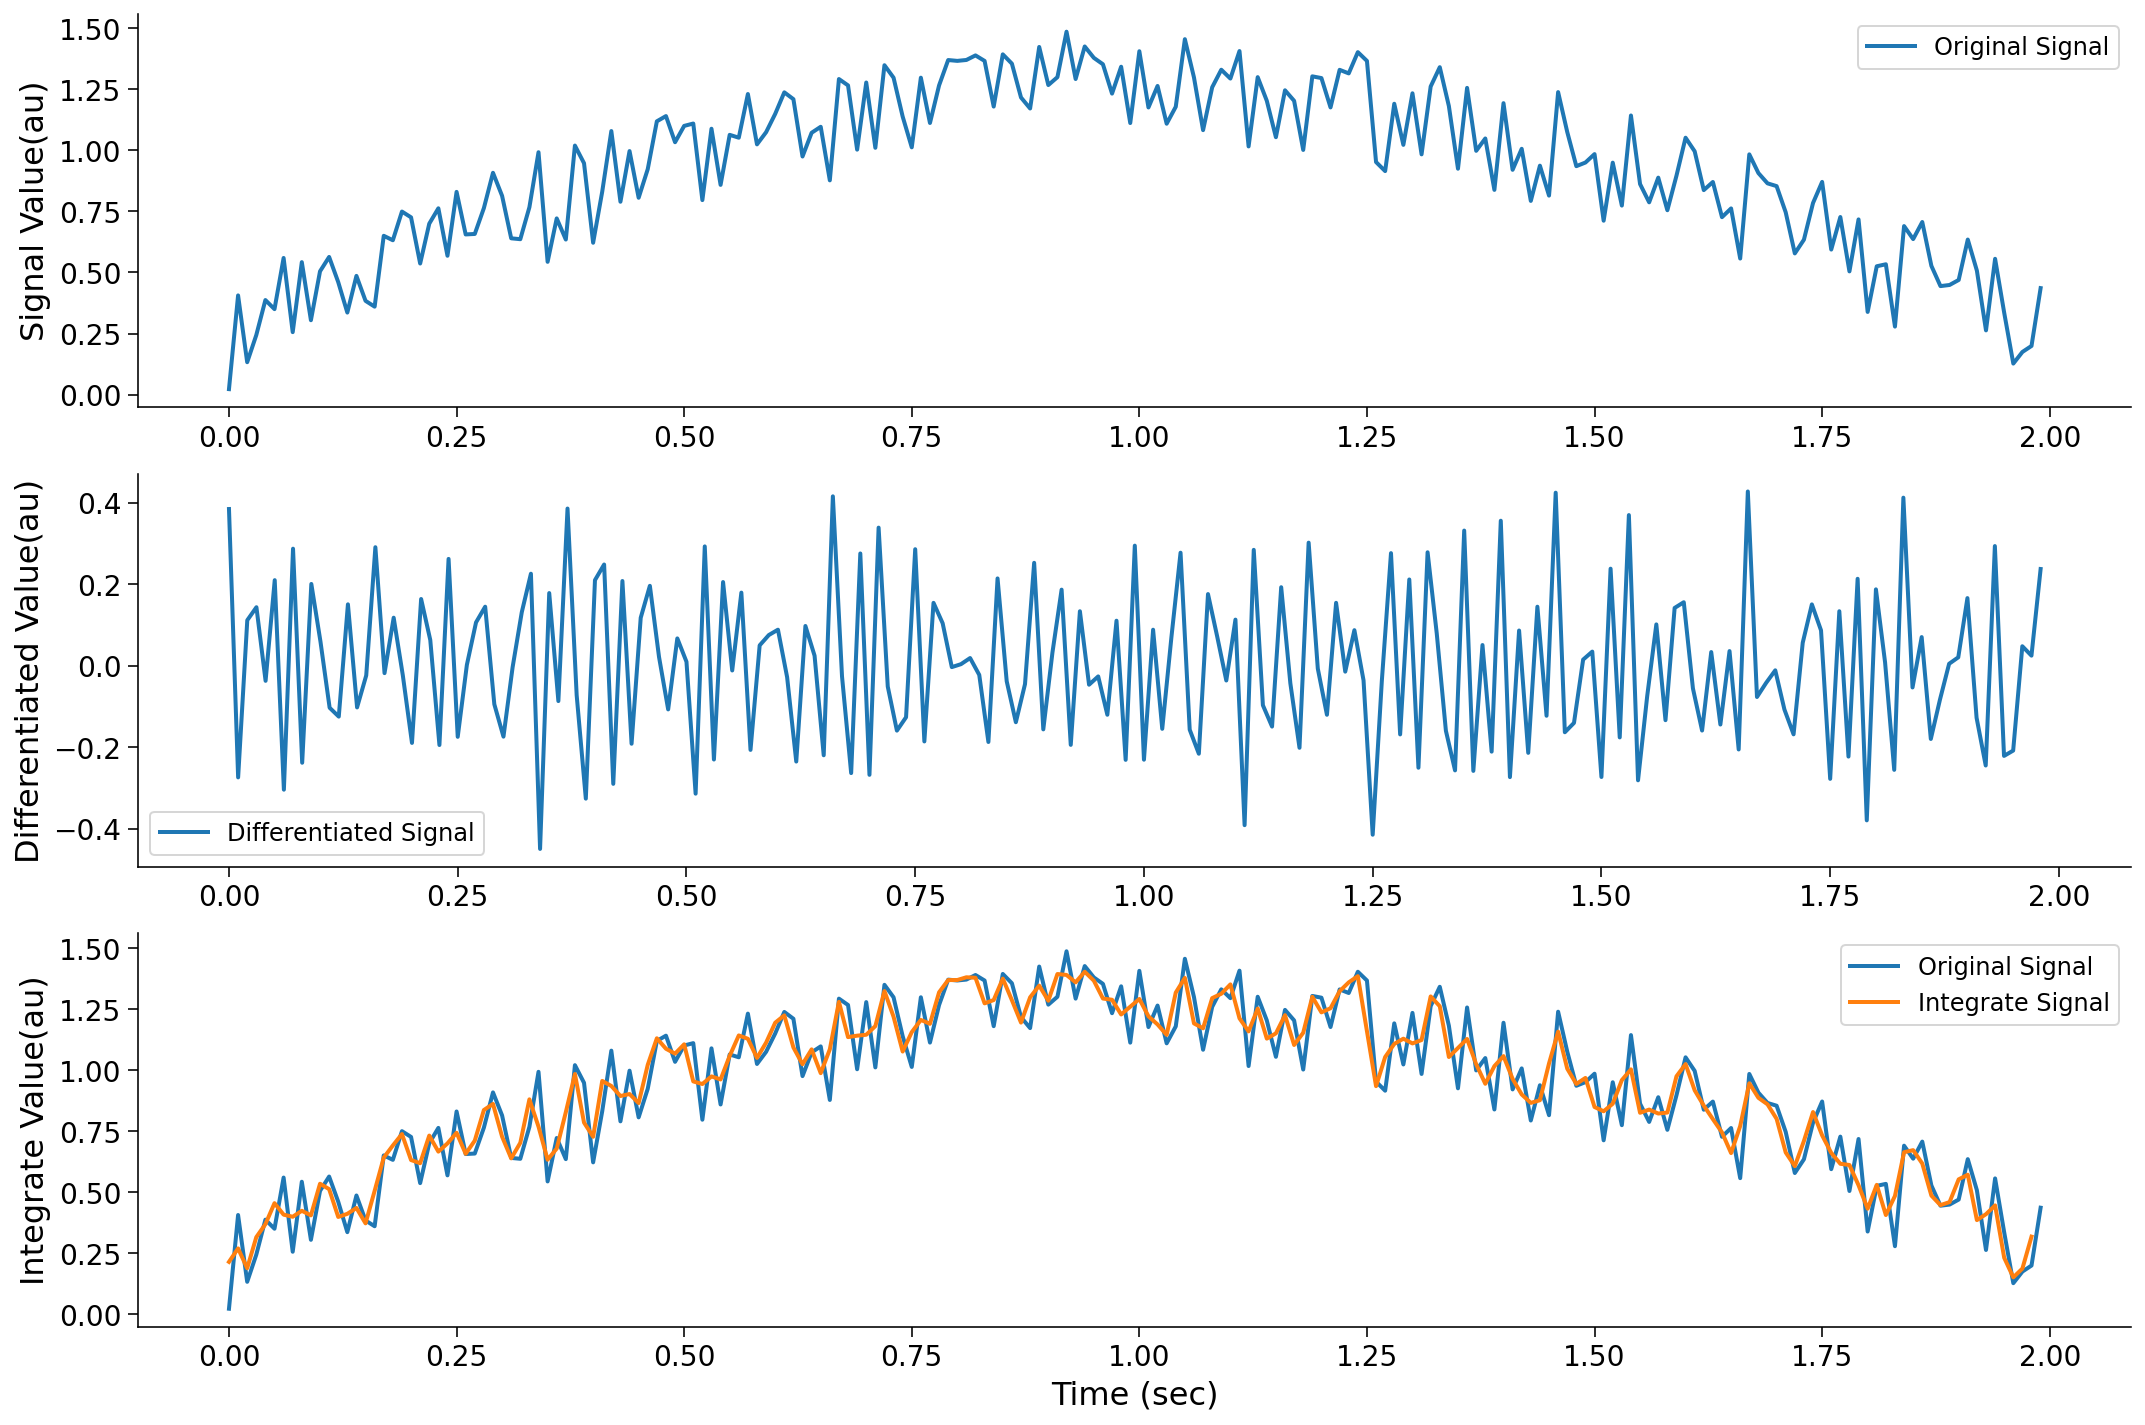 Signal Value(au)
1.50
1.25
1.00
0.75
0.50
0.25
0.00
Original Signal
0.00 0.25 0.50 0.75 1.00 1.25 1.50 1.75 2.00
Differentiated Value(au)
0.4
0.2
0.0
−0.2
−0.4
Differentiated Signal
0.00 0.25 0.50 0.75 1.00 1.25 1.50 1.75 2.00
Integrate Value(au)
1.50
1.25
1.00
0.75
0.50
0.25
0.00
Original Signal
Integrate Signal
0.00 0.25 0.50 0.75 1.00 1.25 1.50 1.75 2.00
Time (sec)